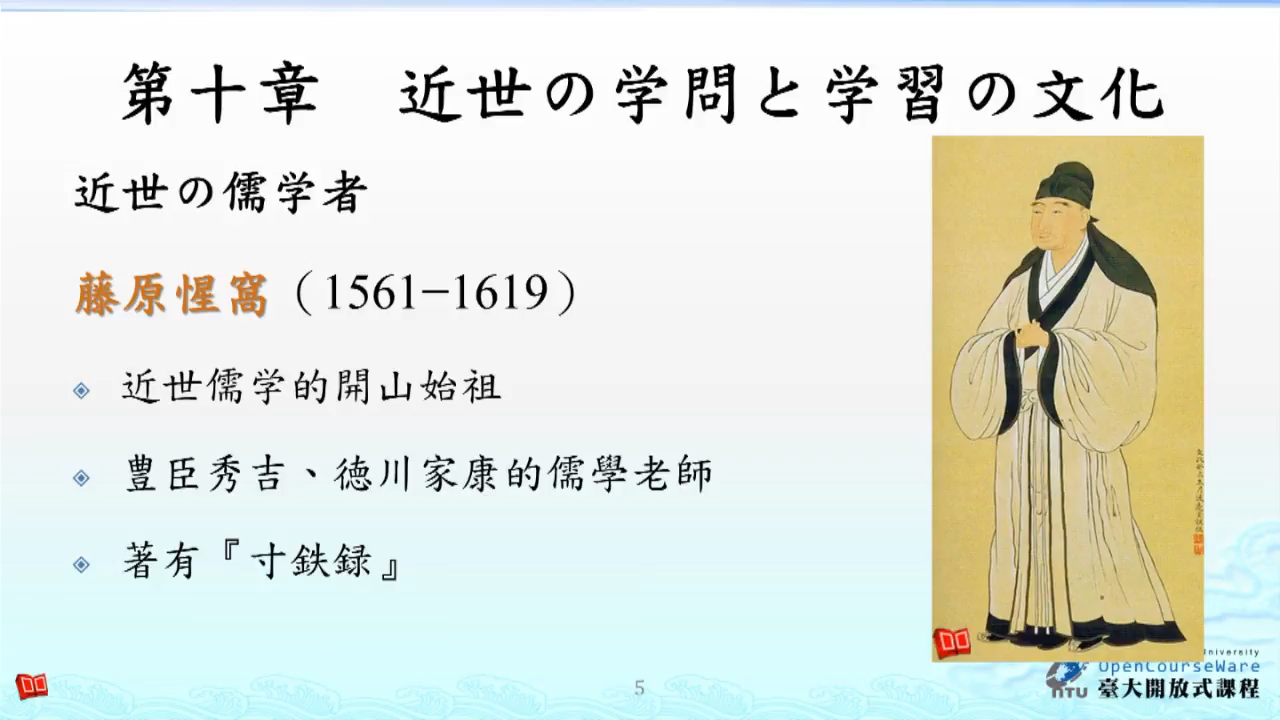 第十章　近世の学問と学習の文化
近世の儒学者
藤原惺窩（1561–1619）
近世儒学的開山始祖
豊臣秀吉、徳川家康的儒學老師
著有『寸鉄録』
5
University
OpenCourseWare
NTU 臺大開放式課程